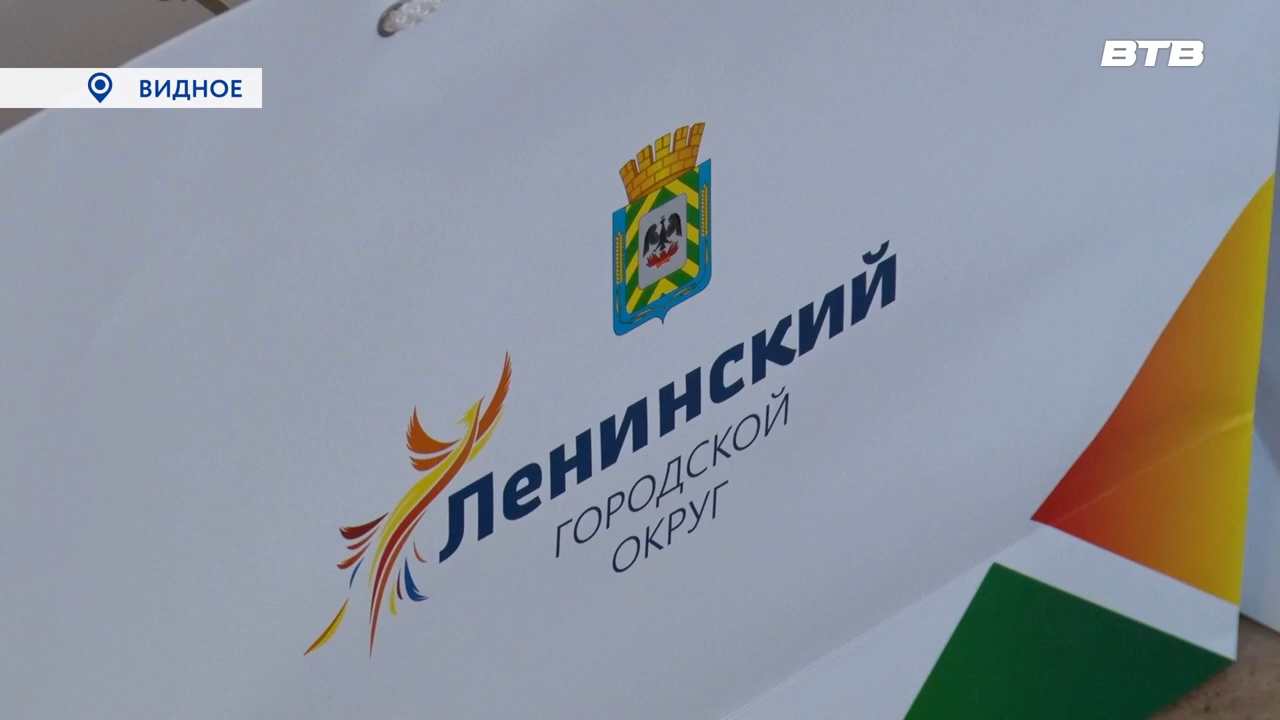 ВТВ
ВИДНОЕ
Ленинский
ГОРОДСКОЙ
ОКРУГ